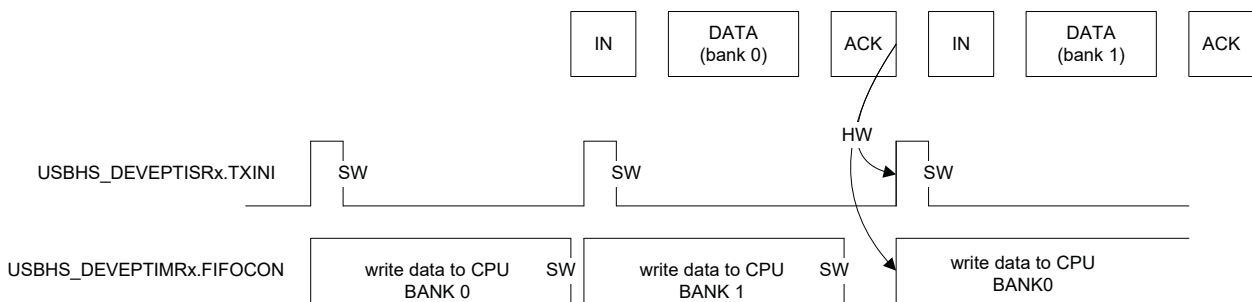 IN
DATA
(bank 0)
ACK
IN
DATA
(bank 1)
ACK
HW
USBHS_DEVEPTISRx.TXINI
SW
SW
SW
USBHS_DEVEPTIMRx.FIFOCON
write data to CPU
BANK 0
SW
write data to CPU
BANK 1
SW
write data to CPU
BANK0